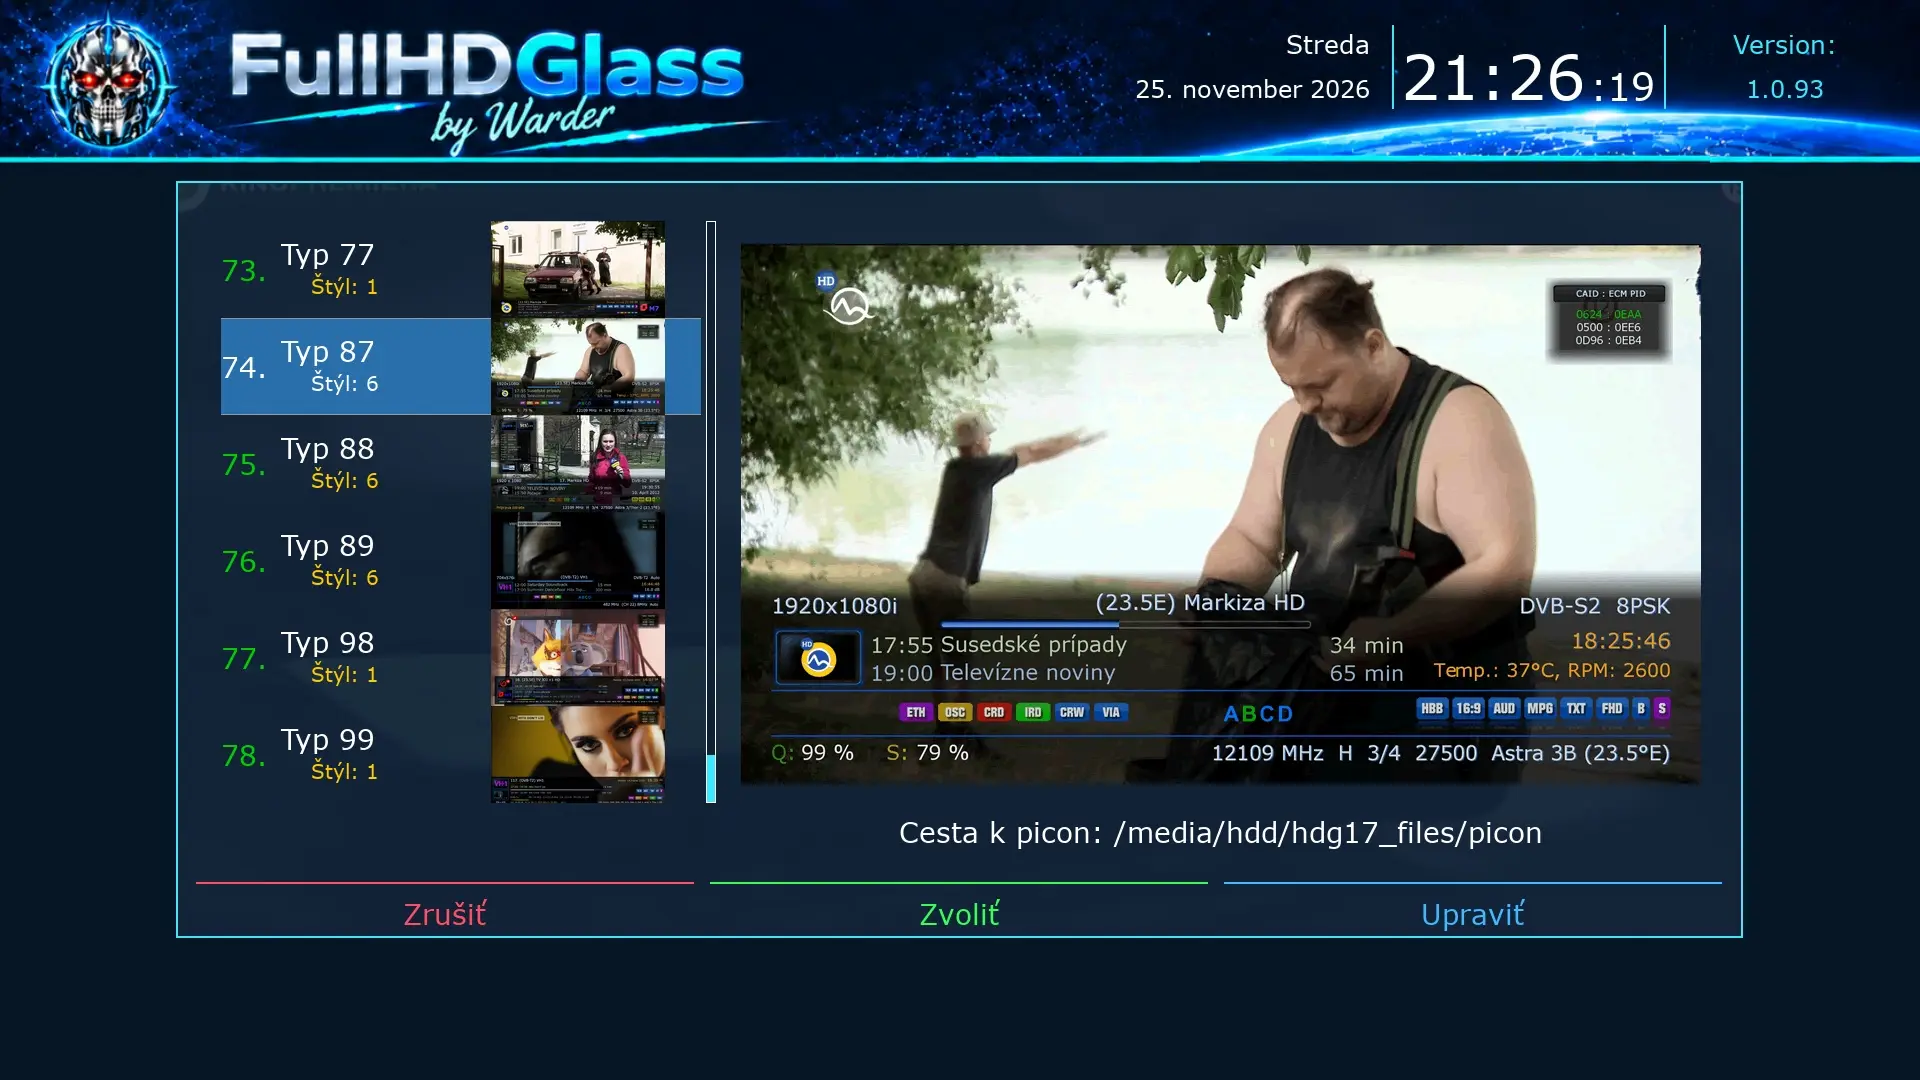 FullHDGlass
by Warder
Streda
25. november 2026
21:26:19
Version:
1.0.93
73. Typ 77
Štýl: 1
74. Typ 87
Štýl: 6
75. Typ 88
Štýl: 6
76. Typ 89
Štýl: 6
77. Typ 98
Štýl: 1
78. Typ 99
Štýl: 1
HD
CAID : ECM PID
0624 : 0EAA
0500 : 0EE6
0D96 : 0EB4
1920x1080i
(23.5E) Markiza HD
DVB-S2 8PSK
HD
17:55 Susedské prípady
34 min
18:25:46
19:00 Televízne noviny
65 min
Temp.: 37°C, RPM: 2600
ETH OSC CRD IRD CRW VIA
ABCD
HBB 16:9 AUD MPG TXT FHD B S
Q: 99 %
S: 79 %
12109 MHz H 3/4 27500 Astra 3B (23.5°E)
Cesta k picon: /media/hdd/hdg17_files/picon
Zrušiť
Zvoliť
Upraviť